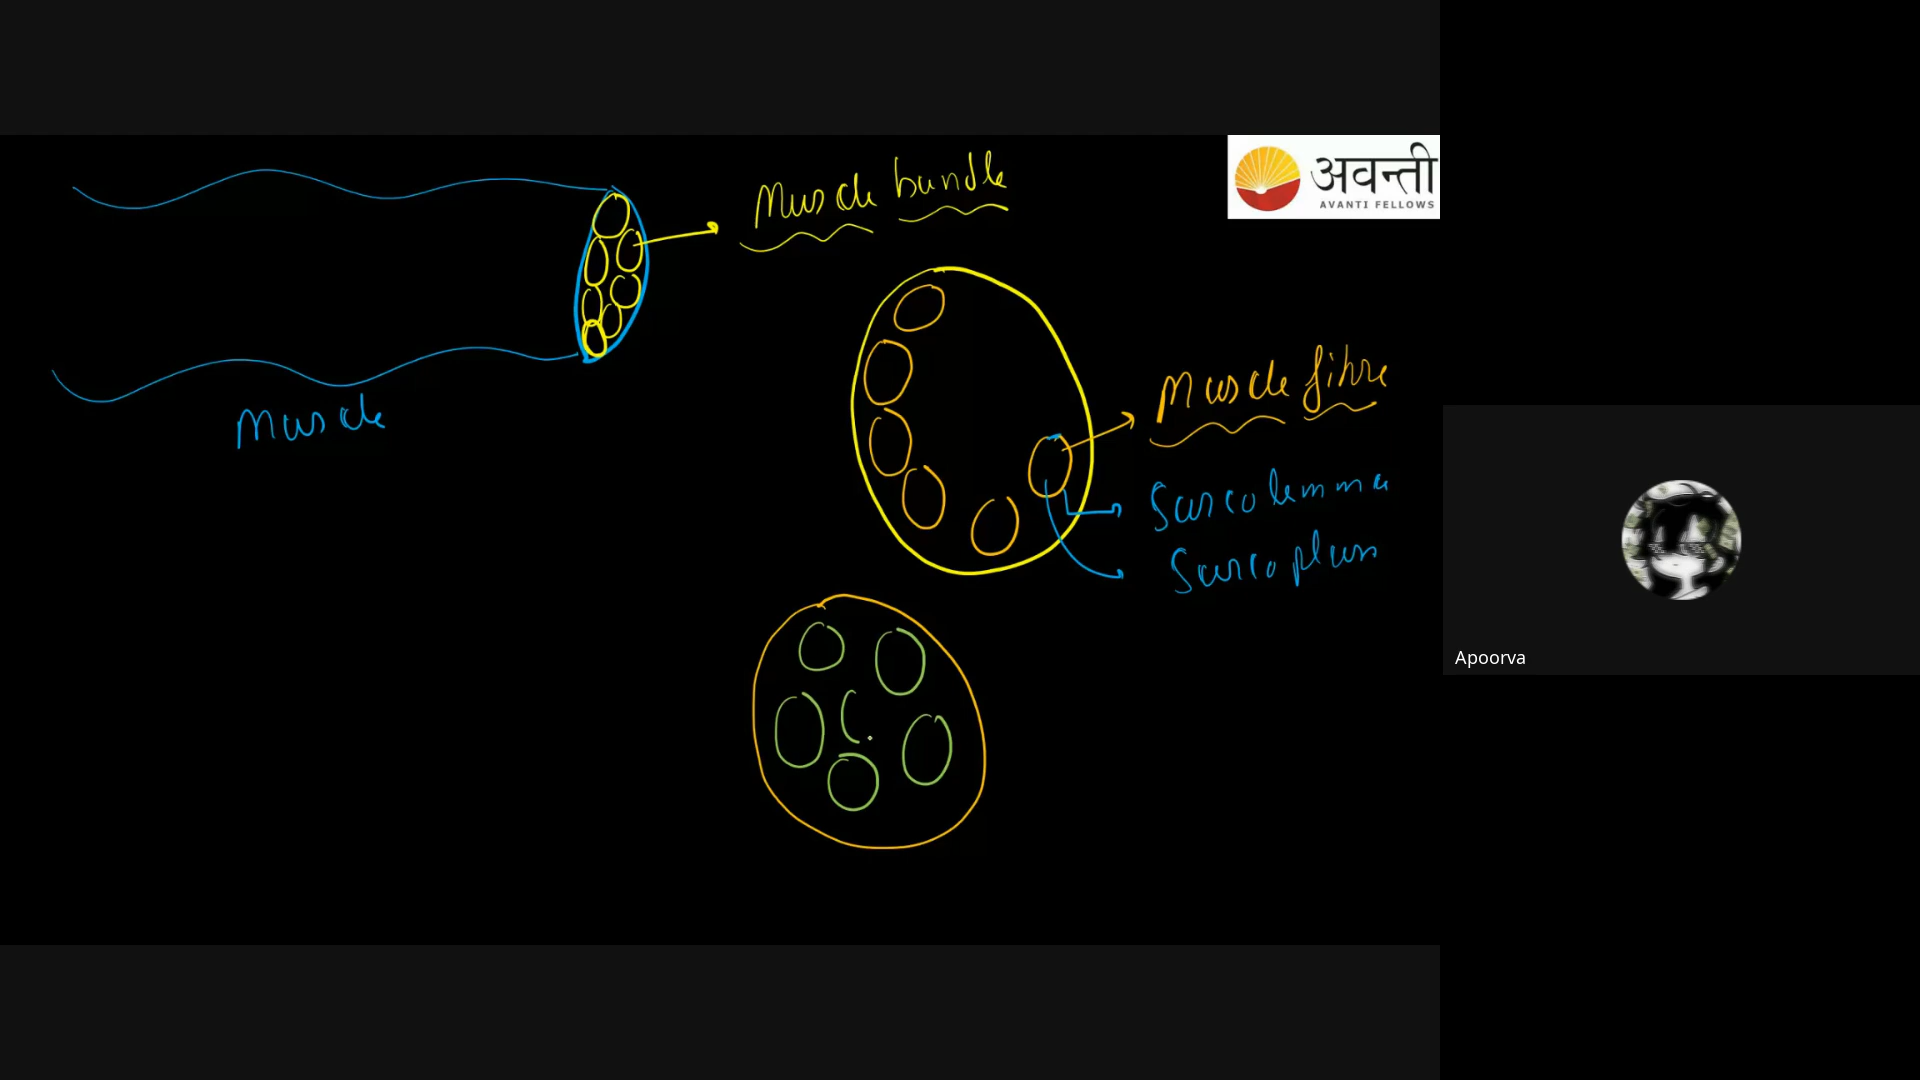 Muscle bundle
अवन्ती
AVANTI FELLOWS
Muscle
Muscle fibre
Sarcolemma
Sarcoplasm
Apoorva